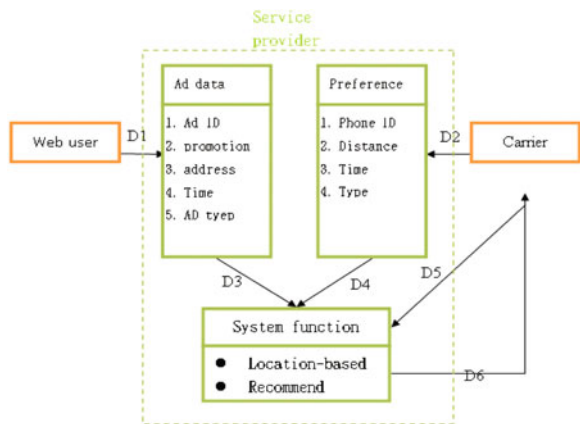 Service
provider
Ad data
1. Ad ID
2. promotion
3. address
4. Time
5. AD tyep
Preference
1. Phone ID
2. Distance
3. Time
4. Type
Web user
D1
D2
Carrier
D3
D4
D5
System function
● Location-based
● Recommend
D6